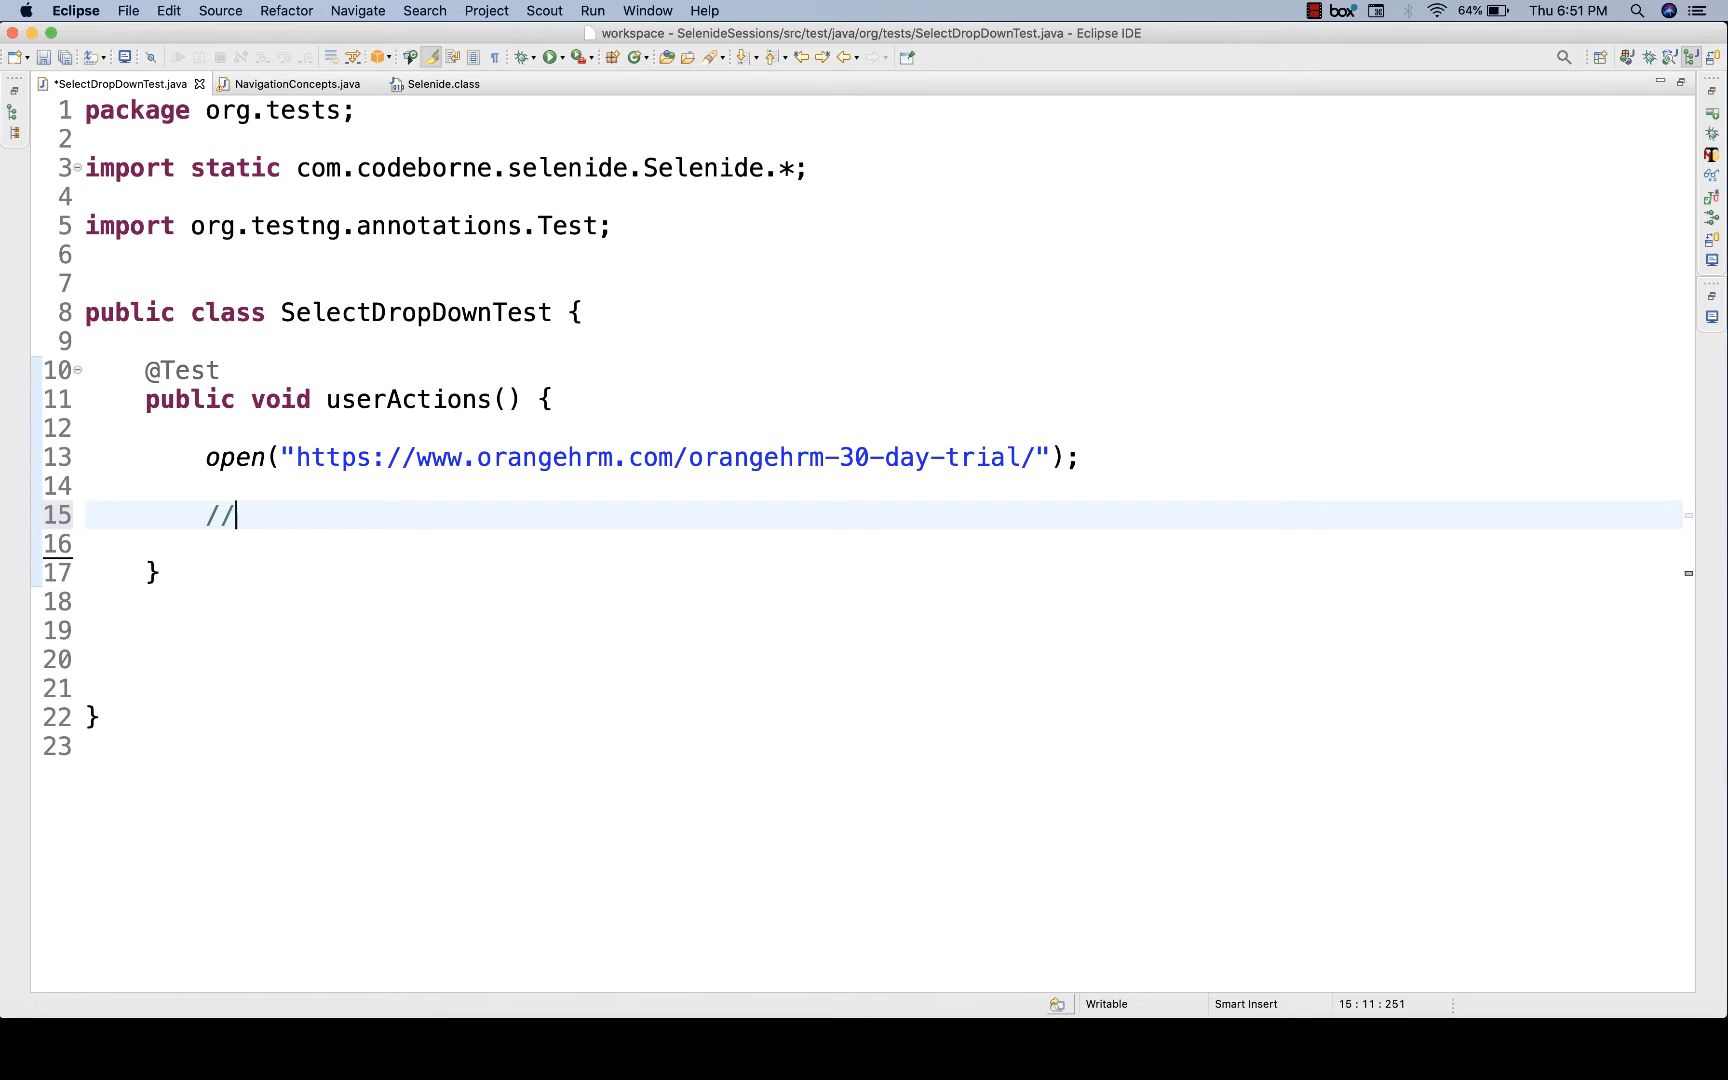 Eclipse File Edit Source Refactor Navigate Search Project Scout Run Window Help box 64% Thu 6:51 PM
workspace - SelenideSessions/src/test/java/org/tests/SelectDropDownTest.java - Eclipse IDE
*SelectDropDownTest.java NavigationConcepts.java Selenide.class
1 package org.tests;
2
3 import static com.codeborne.selenide.Selenide.*;
4
5 import org.testng.annotations.Test;
6
7
8 public class SelectDropDownTest {
9
10 @Test
11 public void userActions() {
12
13 open("https://www.orangehrm.com/orangehrm-30-day-trial/");
14
15 //
16
17 }
18
19
20
21
22 }
23
Writable Smart Insert 15 : 11 : 251